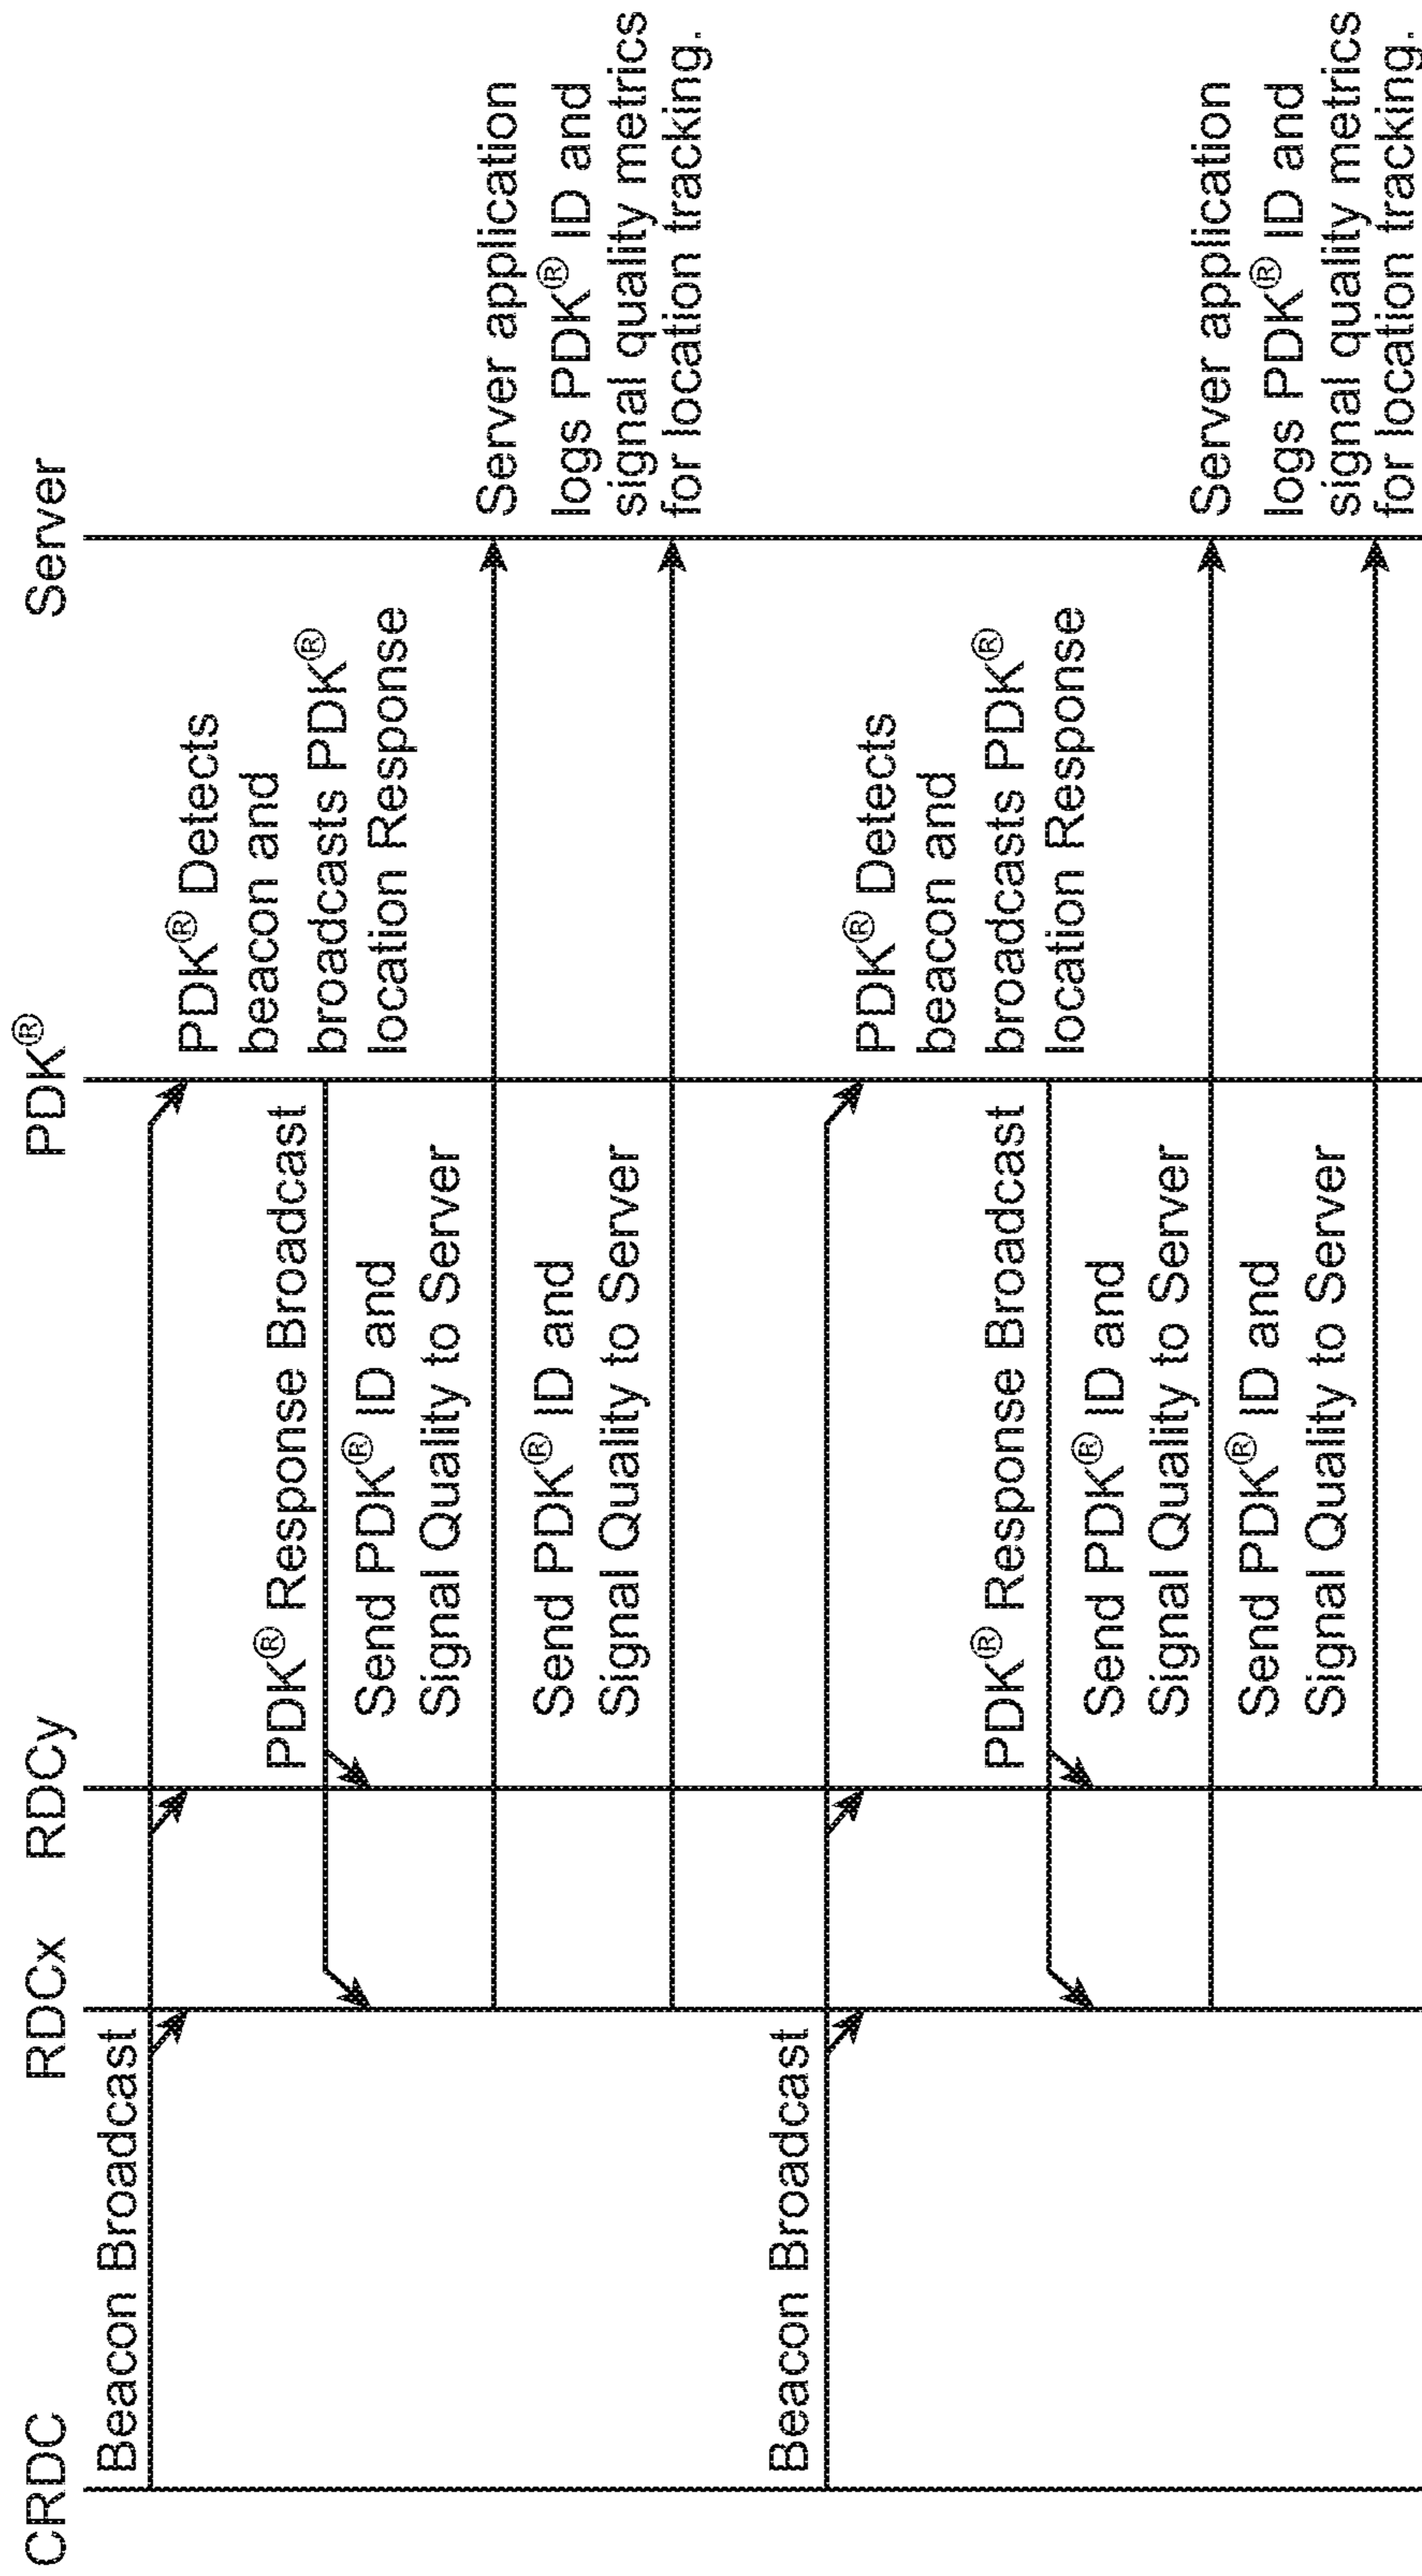 CRDC
RDCx
RDCy
PDK®
Server
Beacon Broadcast
PDK® Detects
beacon and
broadcasts PDK®
location Response
PDK® Response Broadcast
Send PDK® ID and
Signal Quality to Server
Server application
logs PDK® ID and
signal quality metrics
for location tracking.
Send PDK® ID and
Signal Quality to Server
Beacon Broadcast
PDK® Detects
beacon and
broadcasts PDK®
location Response
PDK® Response Broadcast
Send PDK® ID and
Signal Quality to Server
Server application
logs PDK® ID and
signal quality metrics
for location tracking.
Send PDK® ID and
Signal Quality to Server